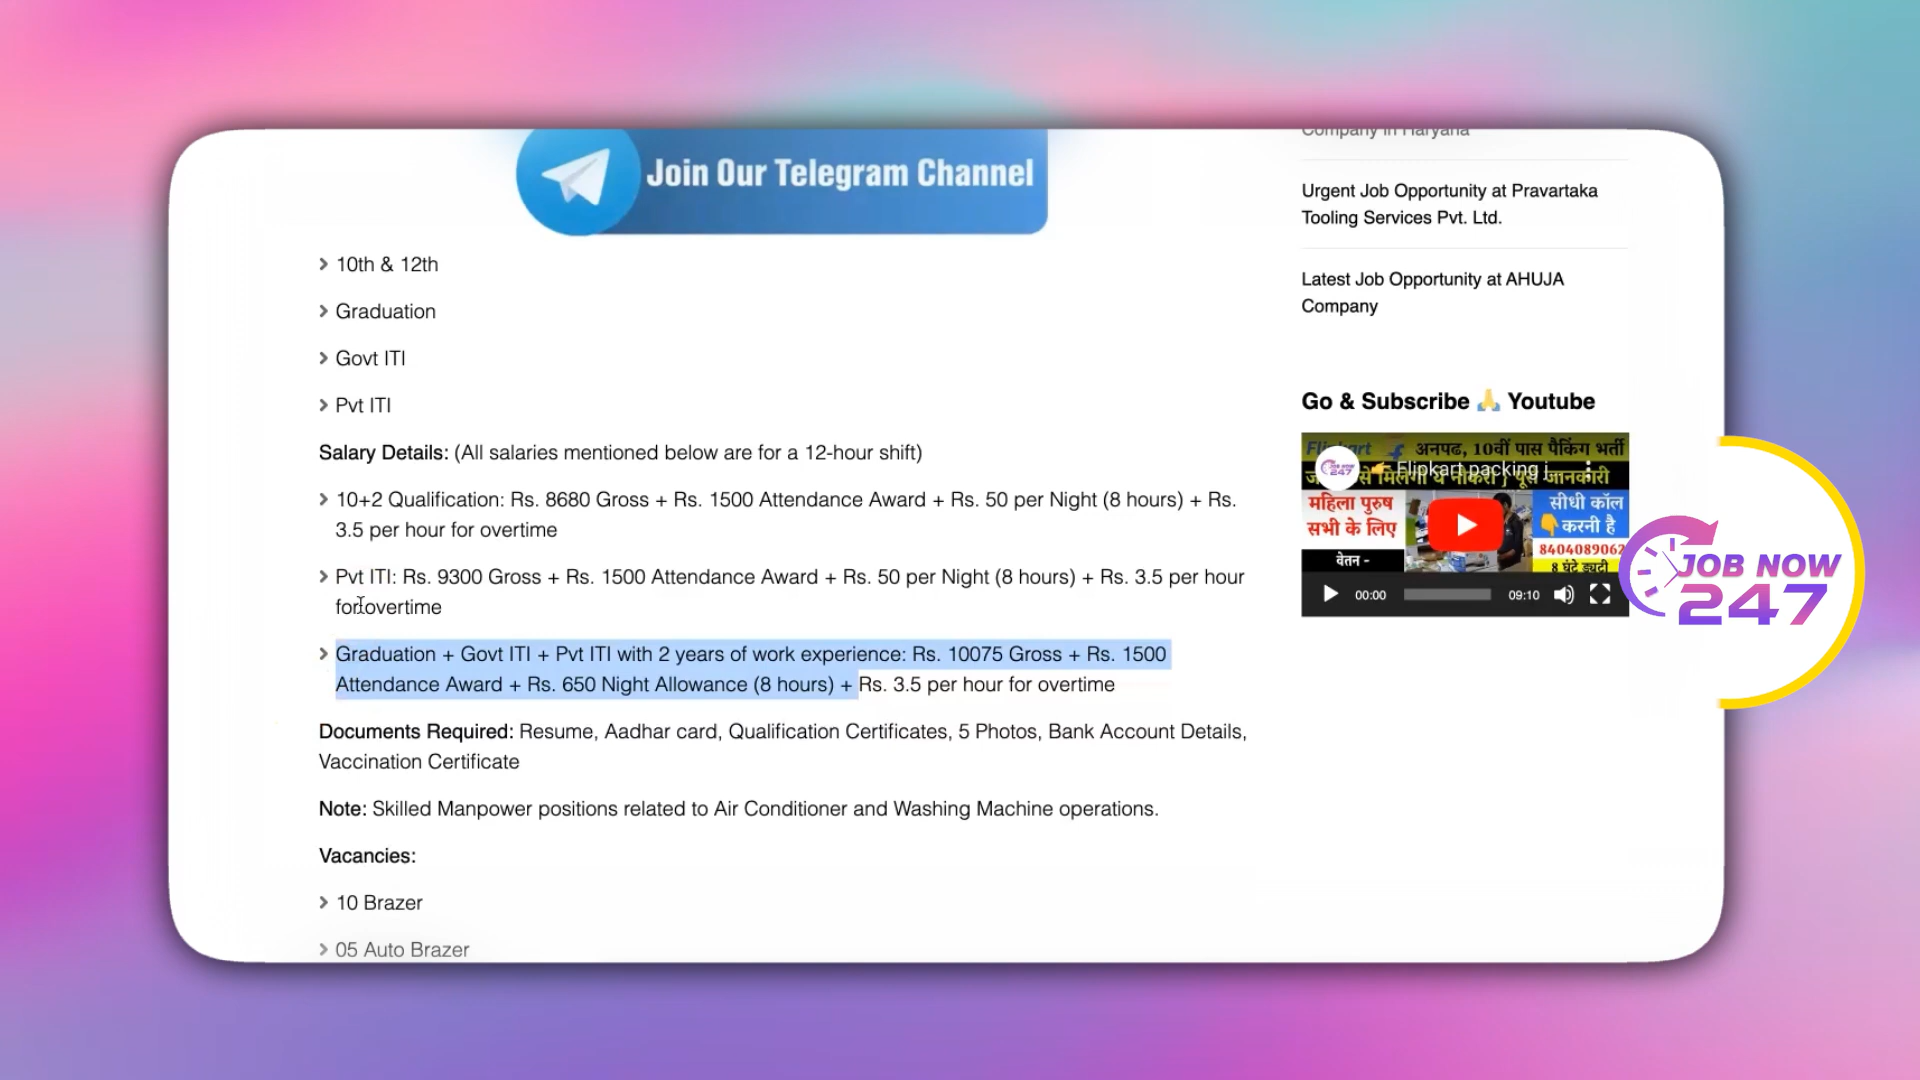 Join Our Telegram Channel
10th & 12th
Graduation
Govt ITI
Pvt ITI
Salary Details: (All salaries mentioned below are for a 12-hour shift)
10+2 Qualification: Rs. 8680 Gross + Rs. 1500 Attendance Award + Rs. 50 per Night (8 hours) + Rs.
3.5 per hour for overtime
Pvt ITI: Rs. 9300 Gross + Rs. 1500 Attendance Award + Rs. 50 per Night (8 hours) + Rs. 3.5 per hour
for overtime
Graduation + Govt ITI + Pvt ITI with 2 years of work experience: Rs. 10075 Gross + Rs. 1500
Attendance Award + Rs. 650 Night Allowance (8 hours) + Rs. 3.5 per hour for overtime
Documents Required: Resume, Aadhar card, Qualification Certificates, 5 Photos, Bank Account Details,
Vaccination Certificate
Note: Skilled Manpower positions related to Air Conditioner and Washing Machine operations.
Vacancies:
10 Brazer
05 Auto Brazer
Company in Haryana
Urgent Job Opportunity at Pravartaka
Tooling Services Pvt. Ltd.
Latest Job Opportunity at AHUJA
Company
Go & Subscribe 🙏 Youtube
अनपढ, 10वीं पास पैकिंग भर्ती
👉 Flipkart packing j...
महिला पुरुष
सभी के लिए
वेतन -
सीधी कॉल
👇करनी है
8404089062
8 घंटे ड्यूटी
00:00
09:10
JOB NOW
247